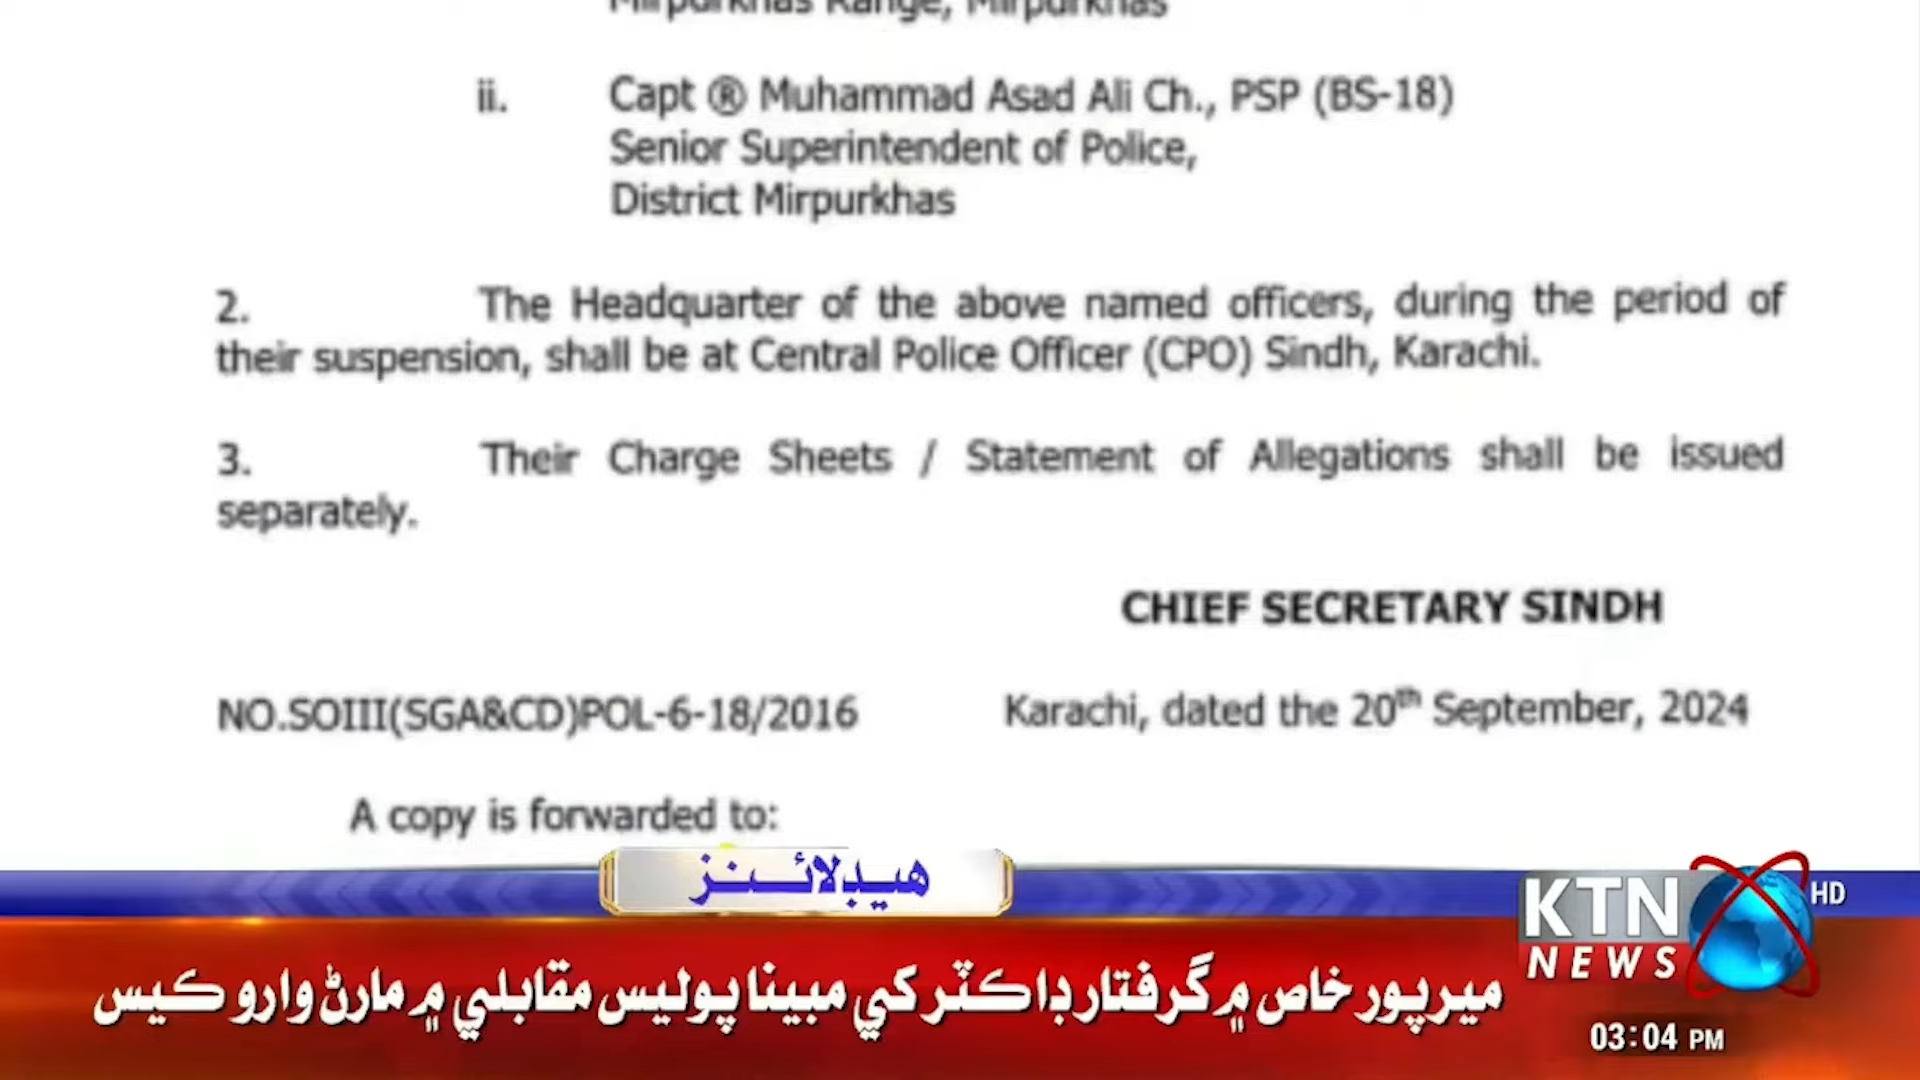 Mirpurkhas Range, Mirpurkhas
ii. Capt ® Muhammad Asad Ali Ch., PSP (BS-18)
Senior Superintendent of Police,
District Mirpurkhas
2. The Headquarter of the above named officers, during the period of
their suspension, shall be at Central Police Officer (CPO) Sindh, Karachi.
3. Their Charge Sheets / Statement of Allegations shall be issued
separately.
CHIEF SECRETARY SINDH
NO.SOIII(SGA&CD)POL-6-18/2016 Karachi, dated the 20th September, 2024
A copy is forwarded to:
هيڊلائنز
KTN HD
NEWS
ميرپورخاص ۾ گرفتار ڊاڪٽر کي مبينا پوليس مقابلي ۾ مارڻ وارو ڪيس
03:04 PM